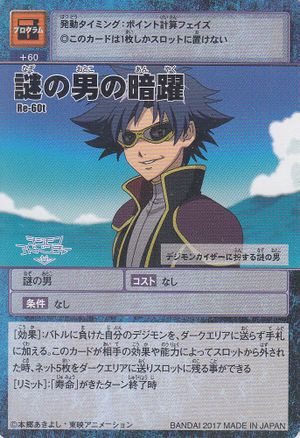 プログラム
+60
発動タイミング：ポイント計算フェイズ
◎このカードは1枚しかスロットに置けない
謎の男の暗躍
Re-60t
デジモンカイザーに扮する謎の男
謎の男
コスト なし
条件 なし
[効果]：バトルに負けた自分のデジモンを、ダークエリアに送らず手札
に加える。このカードが相手の効果や能力によってスロットから外され
た時、ネット5枚をダークエリアに送りスロットに残る事ができる
[リミット]：「寿命」がきたターン終了時
©本郷あきよし・東映アニメーション
BANDAI 2017 MADE IN JAPAN